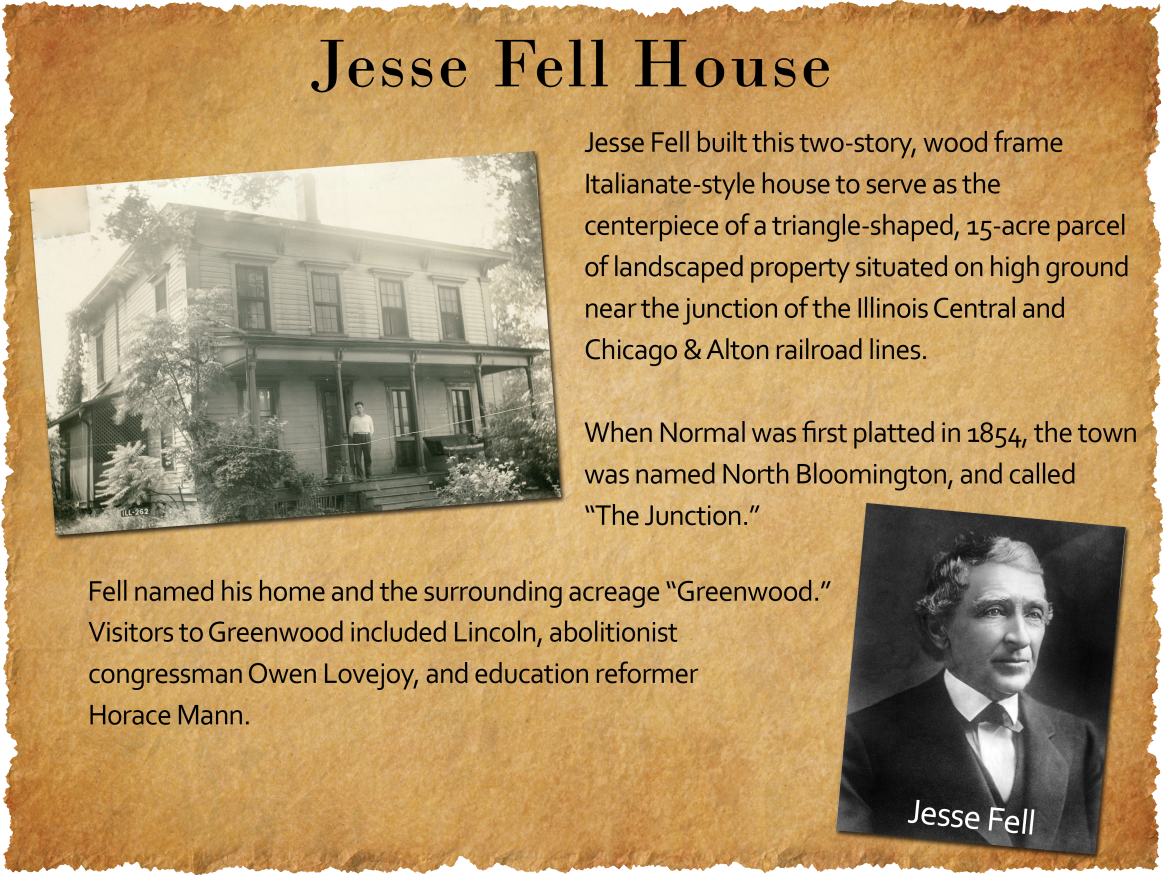 Jesse Fell House
Jesse Fell built this two-story, wood frame
Italianate-style house to serve as the
centerpiece of a triangle-shaped, 15-acre parcel
of landscaped property situated on high ground
near the junction of the Illinois Central and
Chicago & Alton railroad lines.
When Normal was first platted in 1854, the town
was named North Bloomington, and called
“The Junction.”
Fell named his home and the surrounding acreage “Greenwood.”
Visitors to Greenwood included Lincoln, abolitionist
congressman Owen Lovejoy, and education reformer
Horace Mann.
ILL-262
Jesse Fell